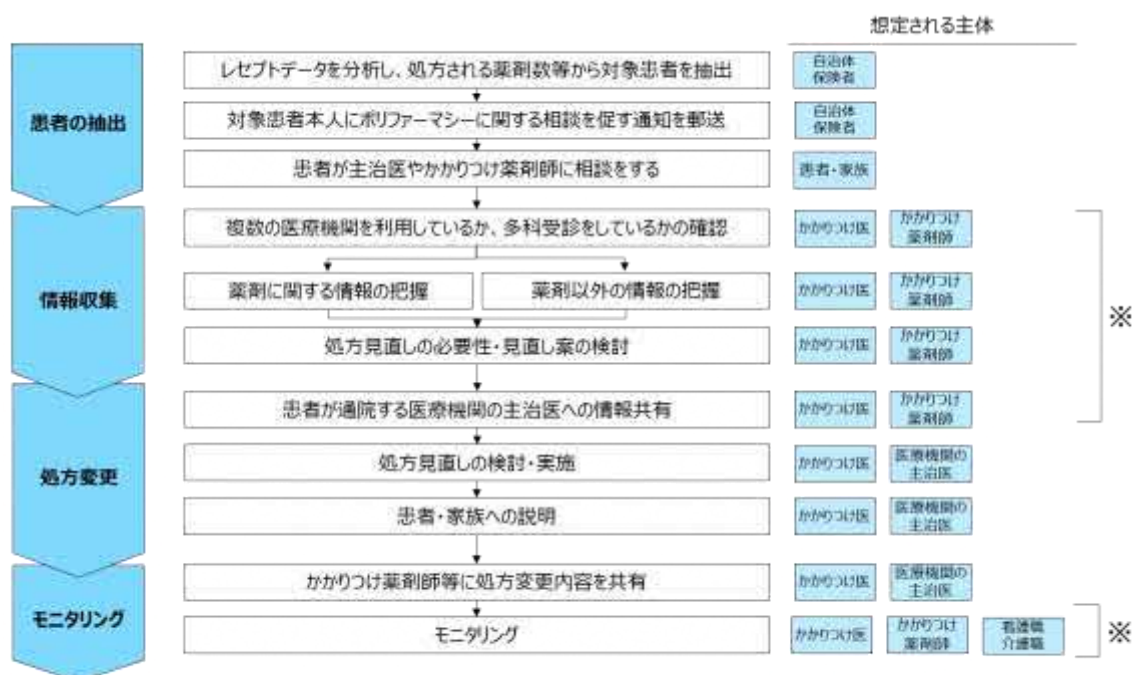 想定される主体
患者の抽出
レセプトデータを分析し、処方される薬剤数等から対象患者を抽出
自治体
保険者
対象患者本人にポリファーマシーに関する相談を促す通知を郵送
自治体
保険者
患者が主治医やかかりつけ薬剤師に相談をする
患者・家族
情報収集
複数の医療機関を利用しているか、多科受診をしているかの確認
かかりつけ医
かかりつけ
薬剤師
薬剤に関する情報の把握
薬剤以外の情報の把握
かかりつけ医
かかりつけ
薬剤師
処方見直しの必要性・見直し案の検討
かかりつけ医
かかりつけ
薬剤師
※
処方変更
患者が通院する医療機関の主治医への情報共有
かかりつけ医
かかりつけ
薬剤師
処方見直しの検討・実施
かかりつけ医
医療機関の
主治医
患者・家族への説明
かかりつけ医
医療機関の
主治医
モニタリング
かかりつけ薬剤師等に処方変更内容を共有
かかりつけ医
医療機関の
主治医
モニタリング
かかりつけ医
かかりつけ
薬剤師
看護職
介護職
※